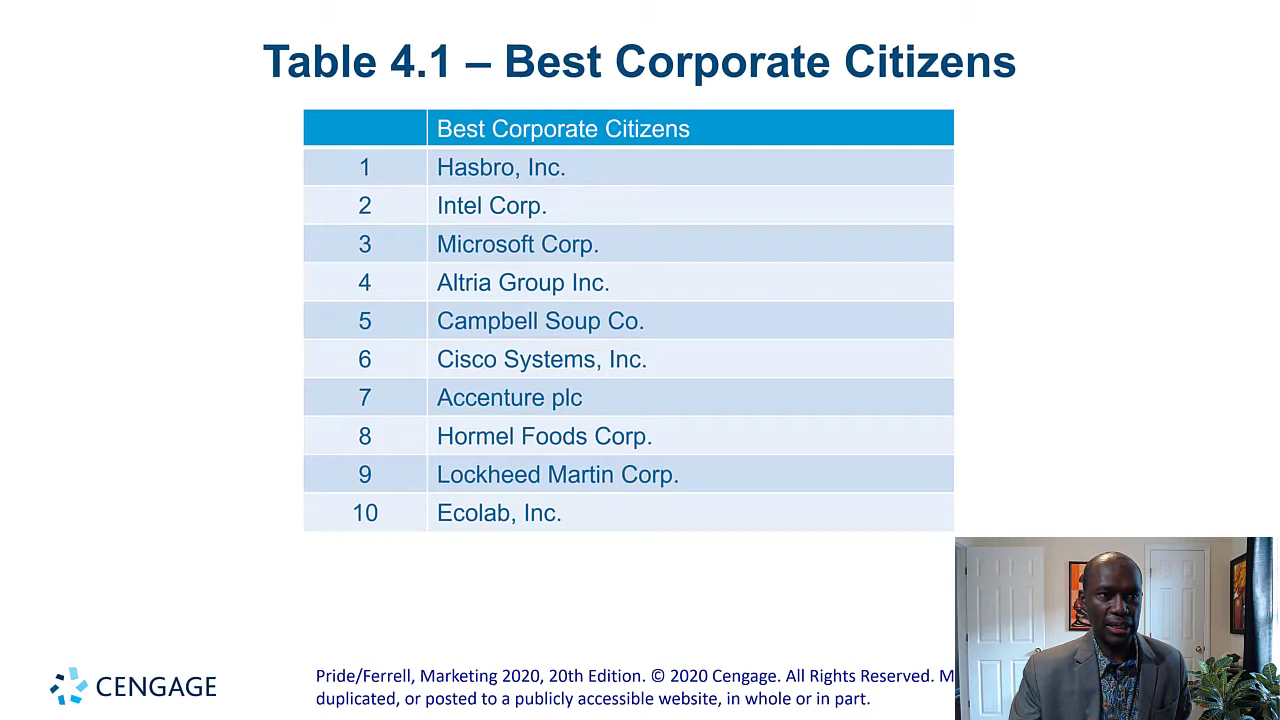 Table 4.1 – Best Corporate Citizens
Best Corporate Citizens
1 Hasbro, Inc.
2 Intel Corp.
3 Microsoft Corp.
4 Altria Group Inc.
5 Campbell Soup Co.
6 Cisco Systems, Inc.
7 Accenture plc
8 Hormel Foods Corp.
9 Lockheed Martin Corp.
10 Ecolab, Inc.
CENGAGE
Pride/Ferrell, Marketing 2020, 20th Edition. © 2020 Cengage. All Rights Reserved. M
duplicated, or posted to a publicly accessible website, in whole or in part.